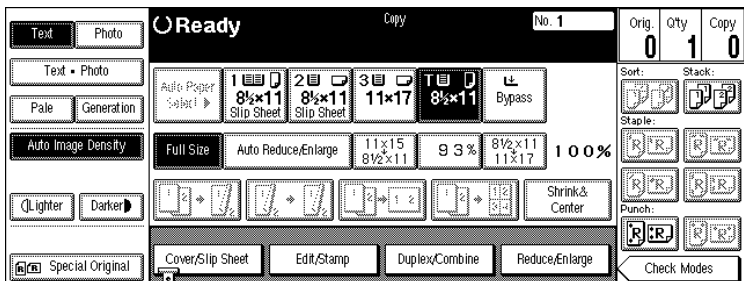 Text
Photo
Text • Photo
Pale
Generation
Auto Image Density
Lighter
Darker
Special Original
Ready
Copy
No. 1
Orig.
Q'ty
Copy
0
1
0
Auto Paper
Select ▶
1
8½×11
Slip Sheet
2
8½×11
Slip Sheet
3
11×17
T
8½×11
Bypass
Full Size
Auto Reduce/Enlarge
11×15
8½×11
93%
8½×11
11×17
100%
Shrink&
Center
Cover/Slip Sheet
Edit/Stamp
Duplex/Combine
Reduce/Enlarge
Sort:
Stack:
Staple:
Punch:
Check Modes